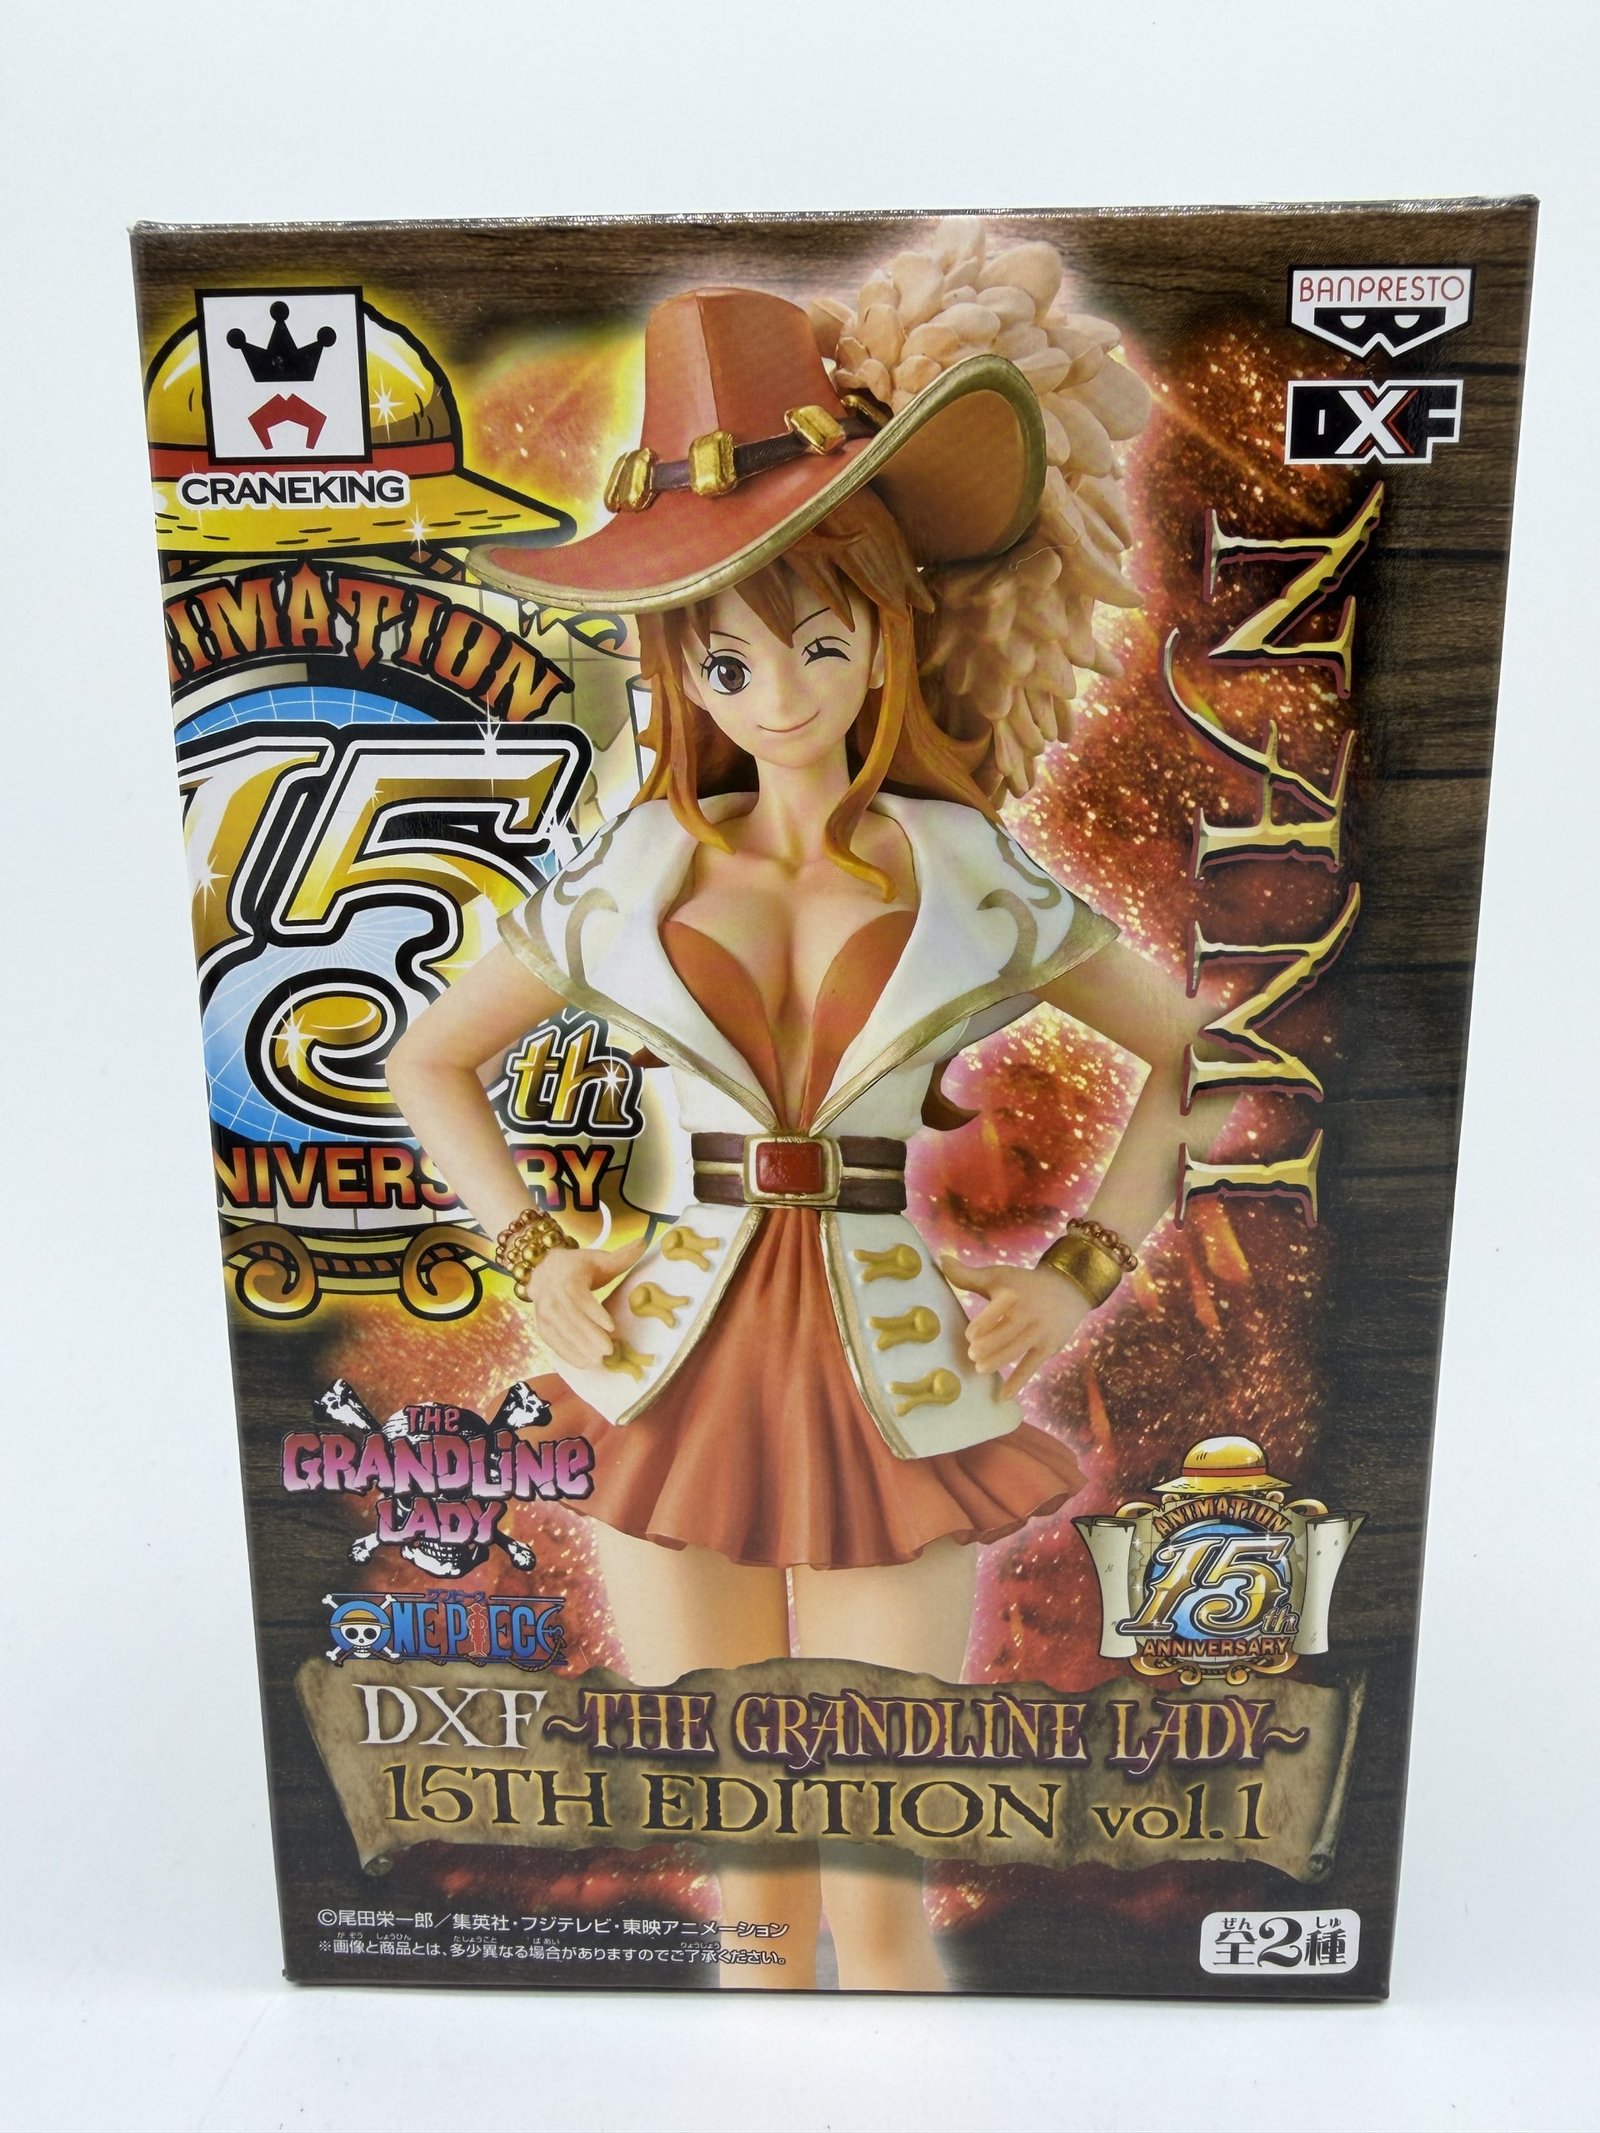 BANPRESTO
DXF
CRANEKING
ANIMATION
15th
ANNIVERSARY
NAMI
THE
GRANDLINE
LADY
ワンピース
ONE PIECE
ANIMATION
15th
ANNIVERSARY
DXF~THE GRANDLINE LADY~
15TH EDITION vol.1
©尾田栄一郎/集英社・フジテレビ・東映アニメーション
※画像と商品とは、多少異なる場合がありますのでご了承ください。
全2種